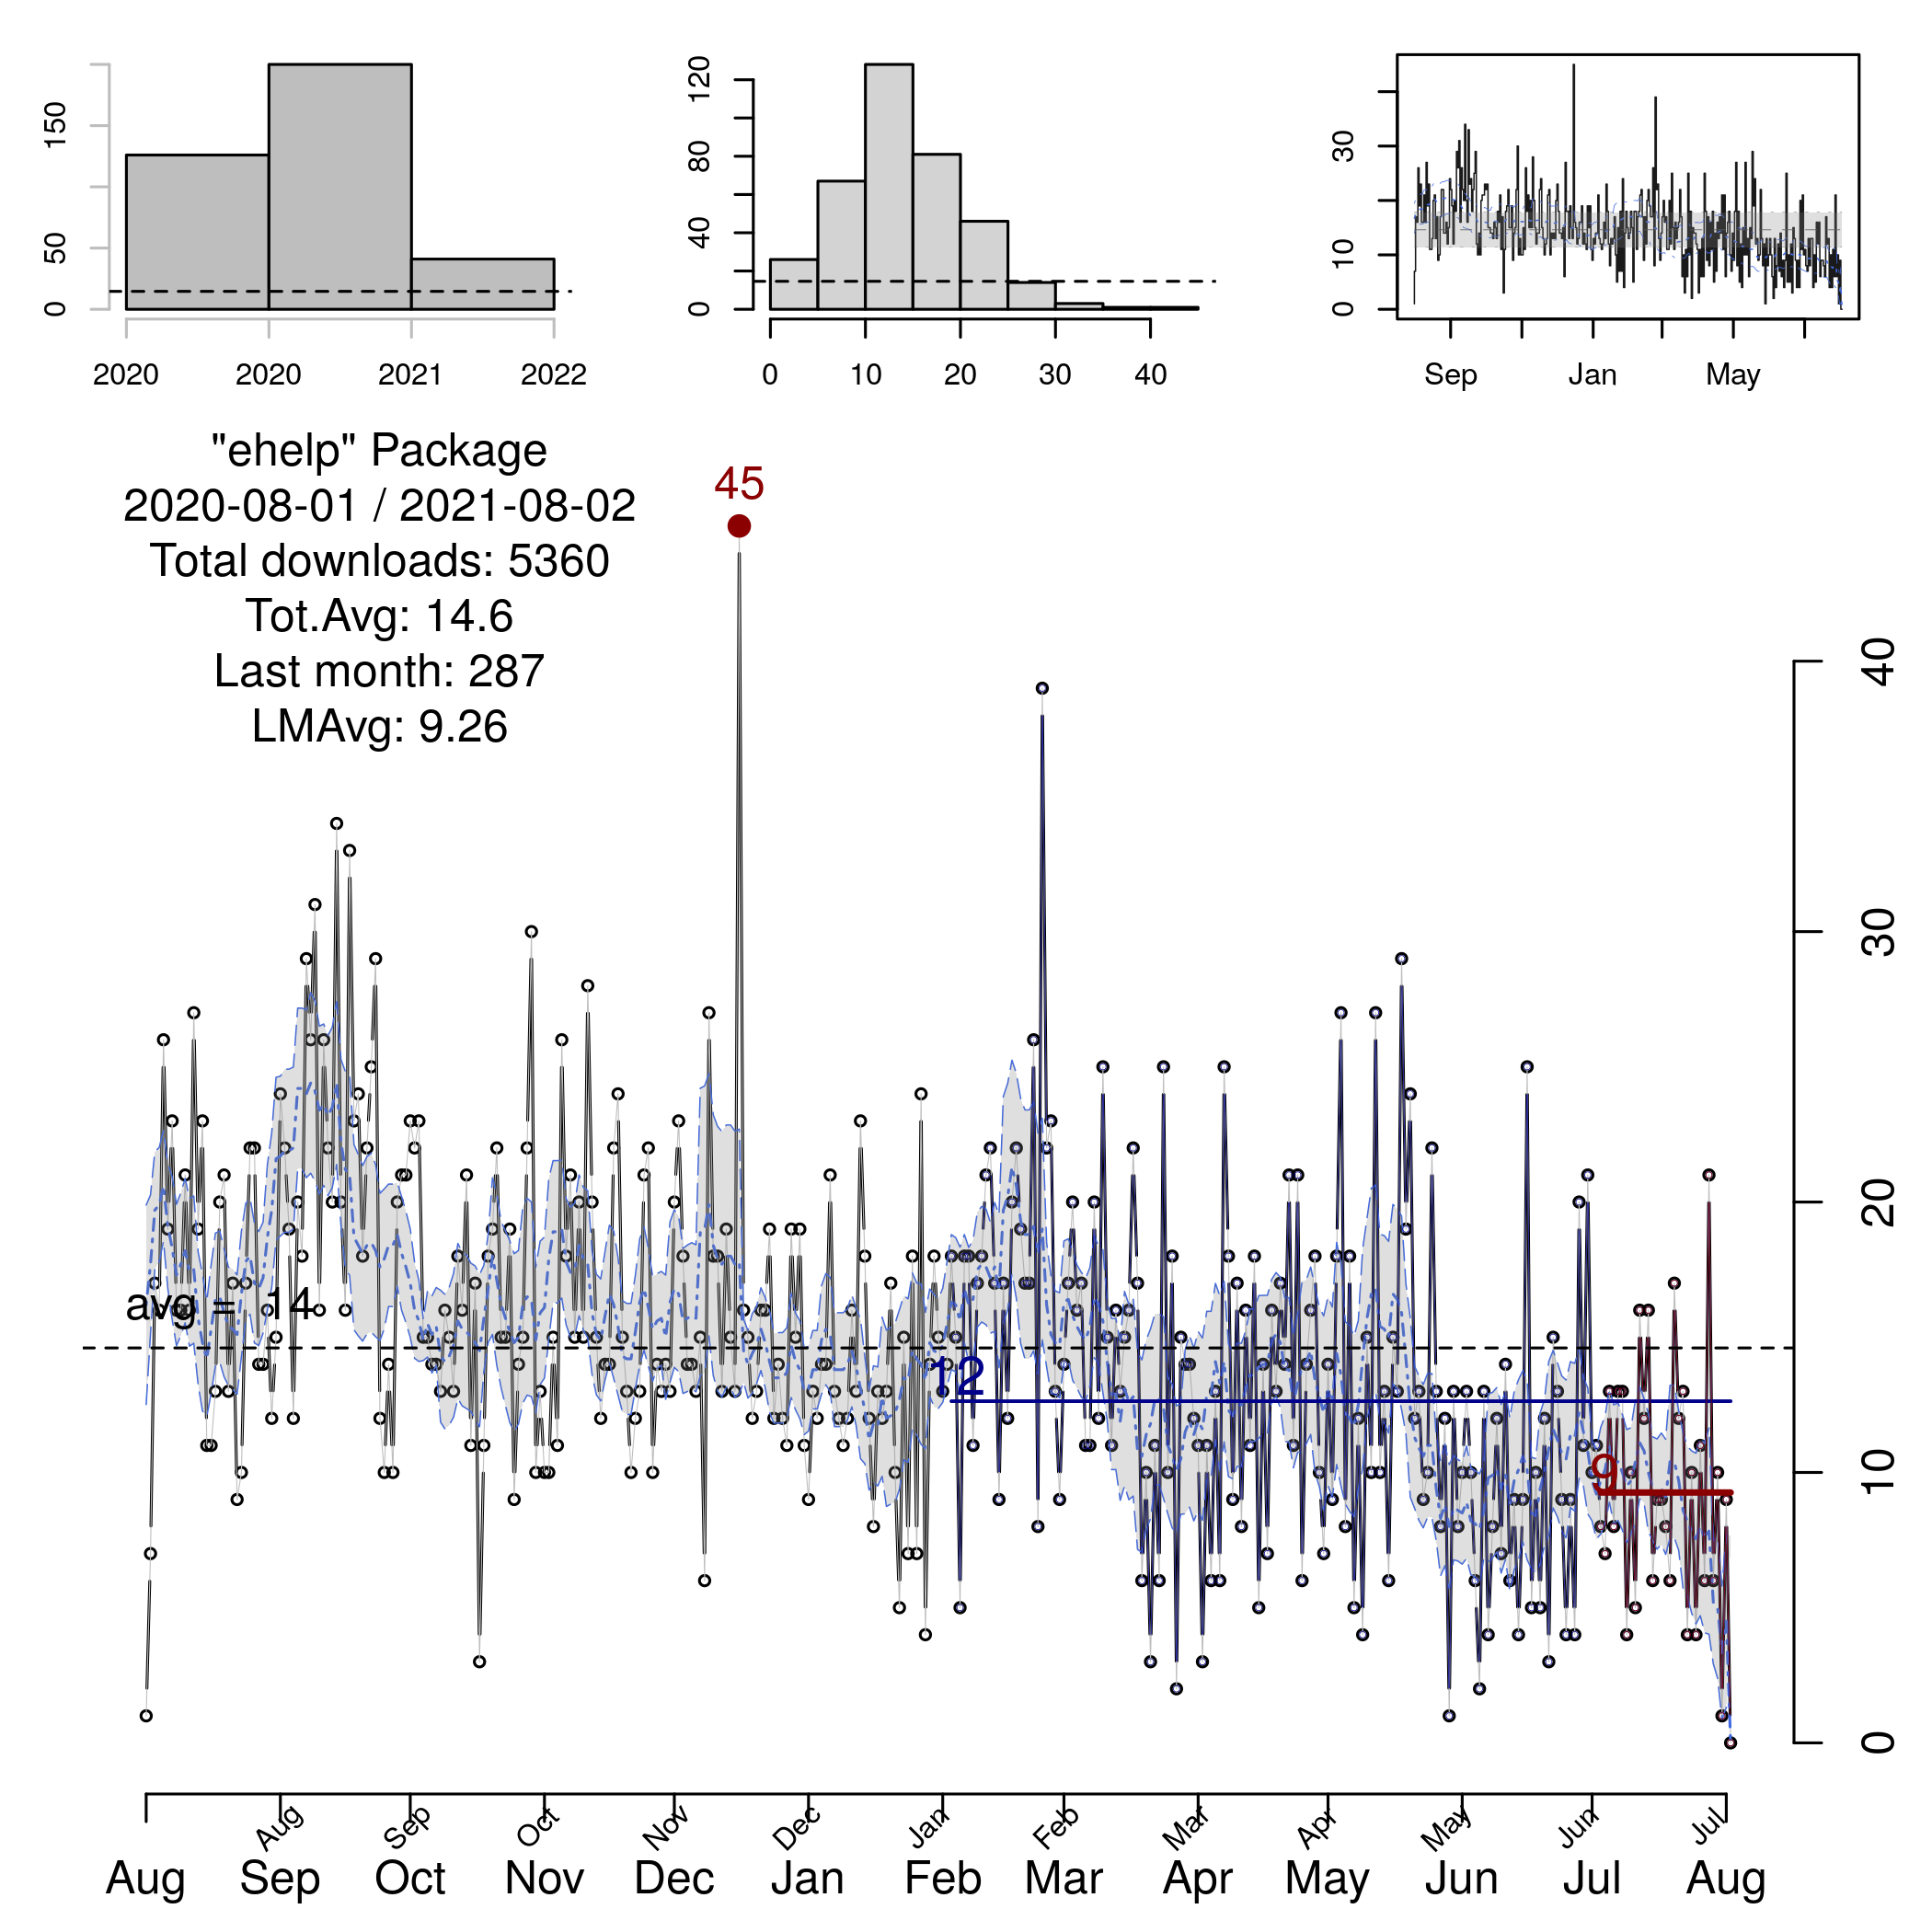 150
50
0
2020 2020 2021 2022
120
80
40
0
0 10 20 30 40
30
10
0
Sep Jan May
"ehelp" Package
2020-08-01 / 2021-08-02
Total downloads: 5360
Tot.Avg: 14.6
Last month: 287
LMAvg: 9.26
45
40
30
20
10
0
avg = 14
12
9
Aug Sep Oct Nov Dec Jan Feb Mar Apr May Jun Jul
Aug Sep Oct Nov Dec Jan Feb Mar Apr May Jun Jul Aug